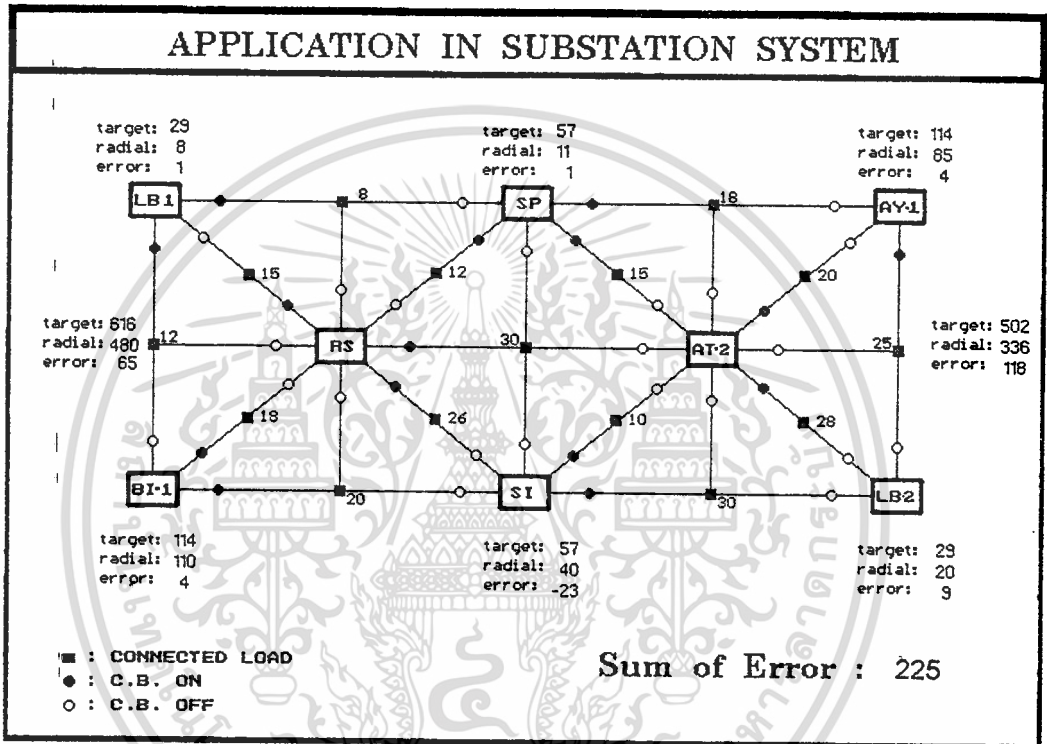 APPLICATION IN SUBSTATION SYSTEM
target: 29
radial: 8
error: 1
target: 57
radial: 11
error: 1
target: 114
radial: 85
error: 4
LB·1
8
SP
18
AY·1
15
12
15
20
target: 616
radial: 480
error: 65
12
RS
30
AT·2
25
target: 502
radial: 336
error: 118
18
26
10
28
BI·1
20
SI
30
LB·2
target: 114
radial: 110
error: 4
target: 57
radial: 40
error: -23
target: 29
radial: 20
error: 9
: CONNECTED LOAD
: C.B. ON
: C.B. OFF
Sum of Error : 225